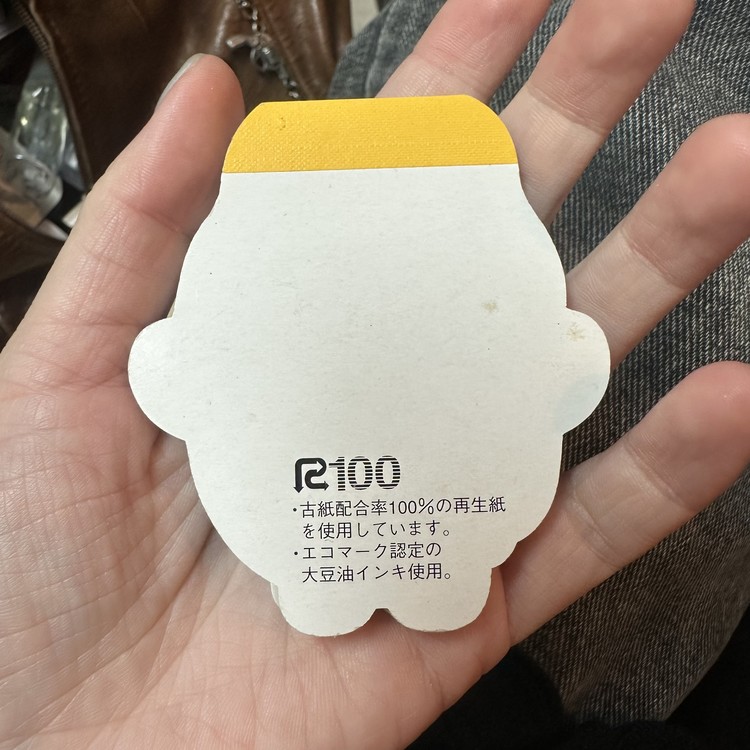 R100
・古紙配合率100%の再生紙
を使用しています。
・エコマーク認定の
大豆油インキ使用。